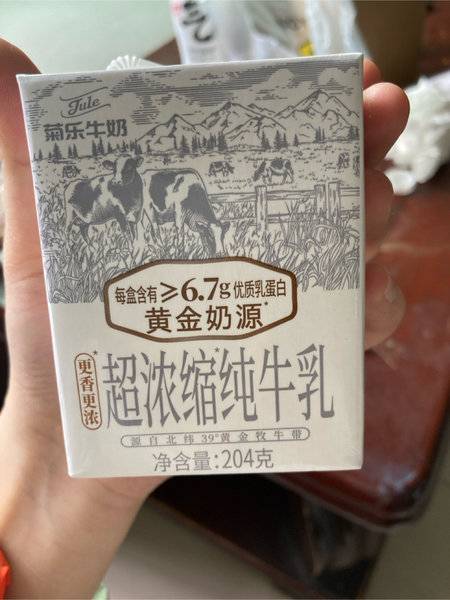 Jule
菊乐牛奶
每盒含有≥6.7g优质乳蛋白
黄金奶源*
更香更浓*
超浓缩纯牛乳
源自北纬39°黄金牧牛带
净含量:204克